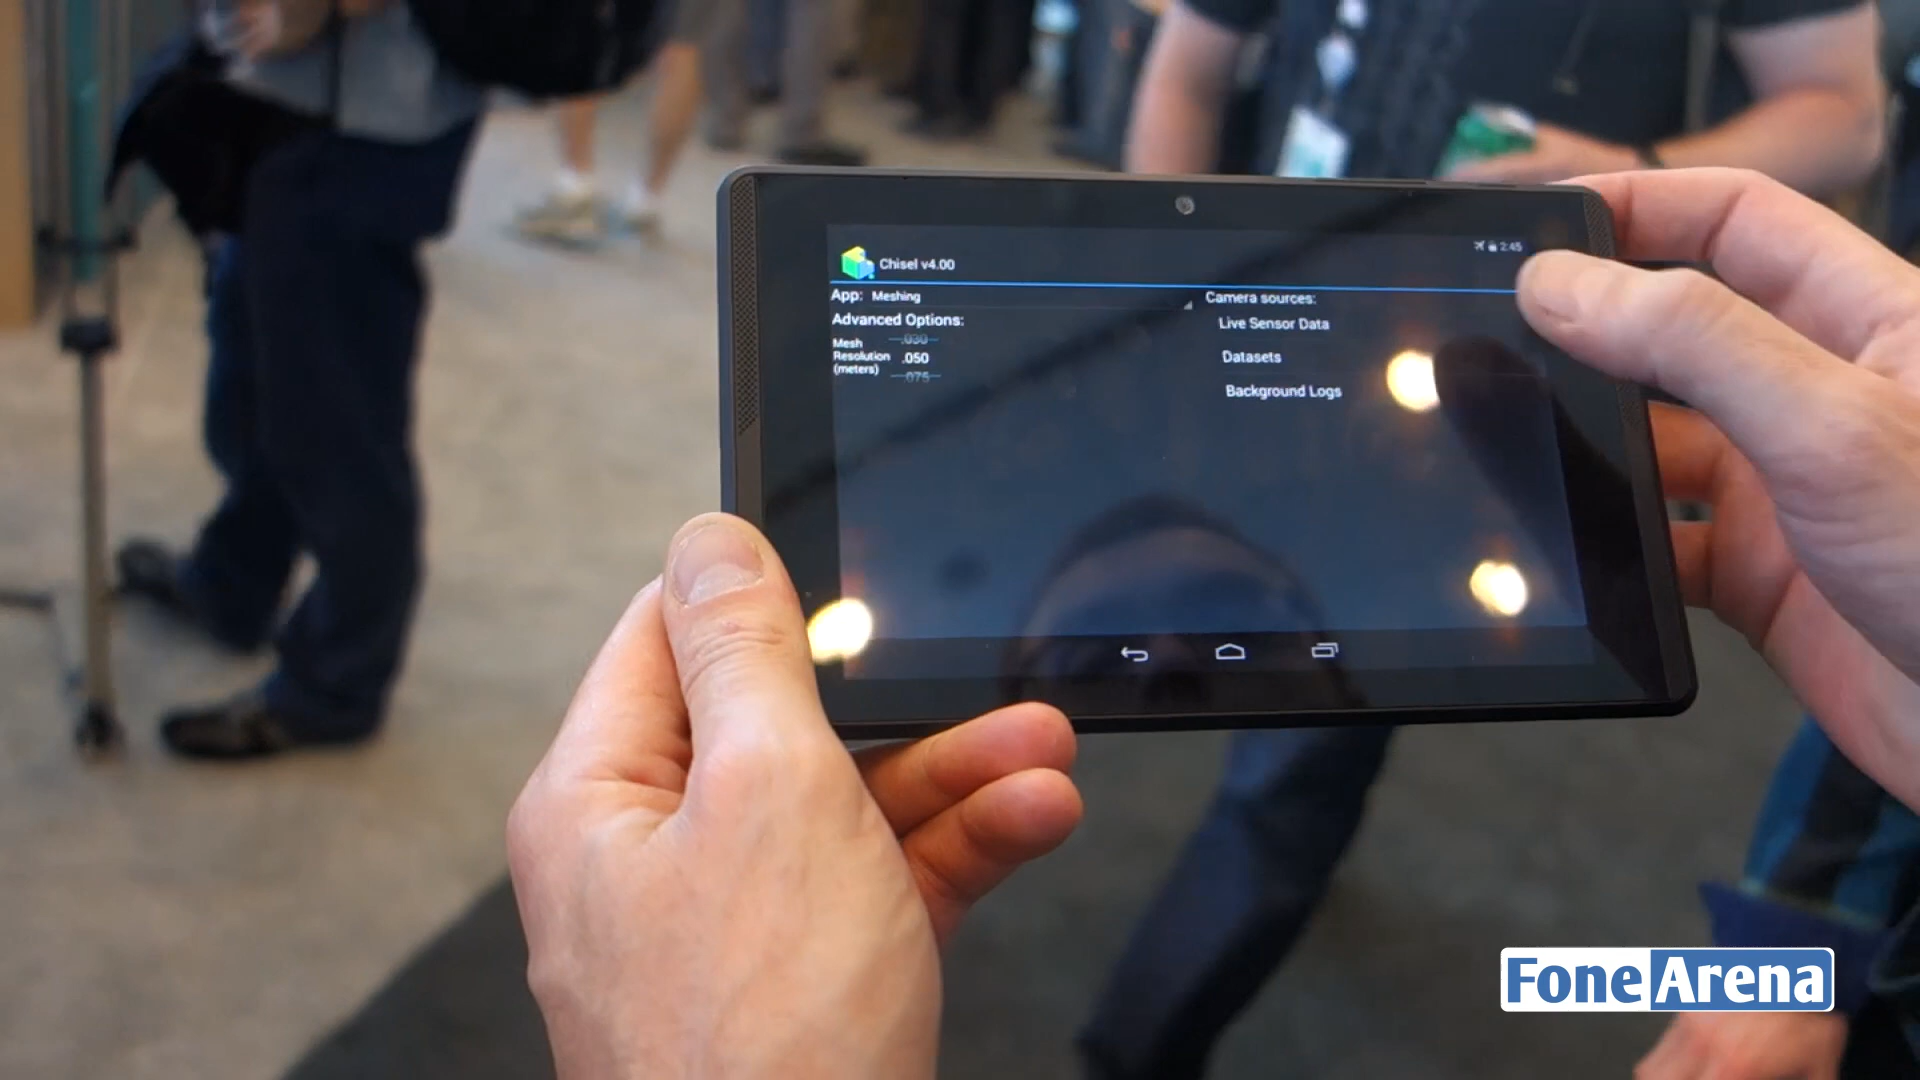 2:45
Chisel v4.00
App: Meshing
Advanced Options:
Mesh Resolution (meters)
.030
.050
.075
Camera sources:
Live Sensor Data
Datasets
Background Logs
FoneArena